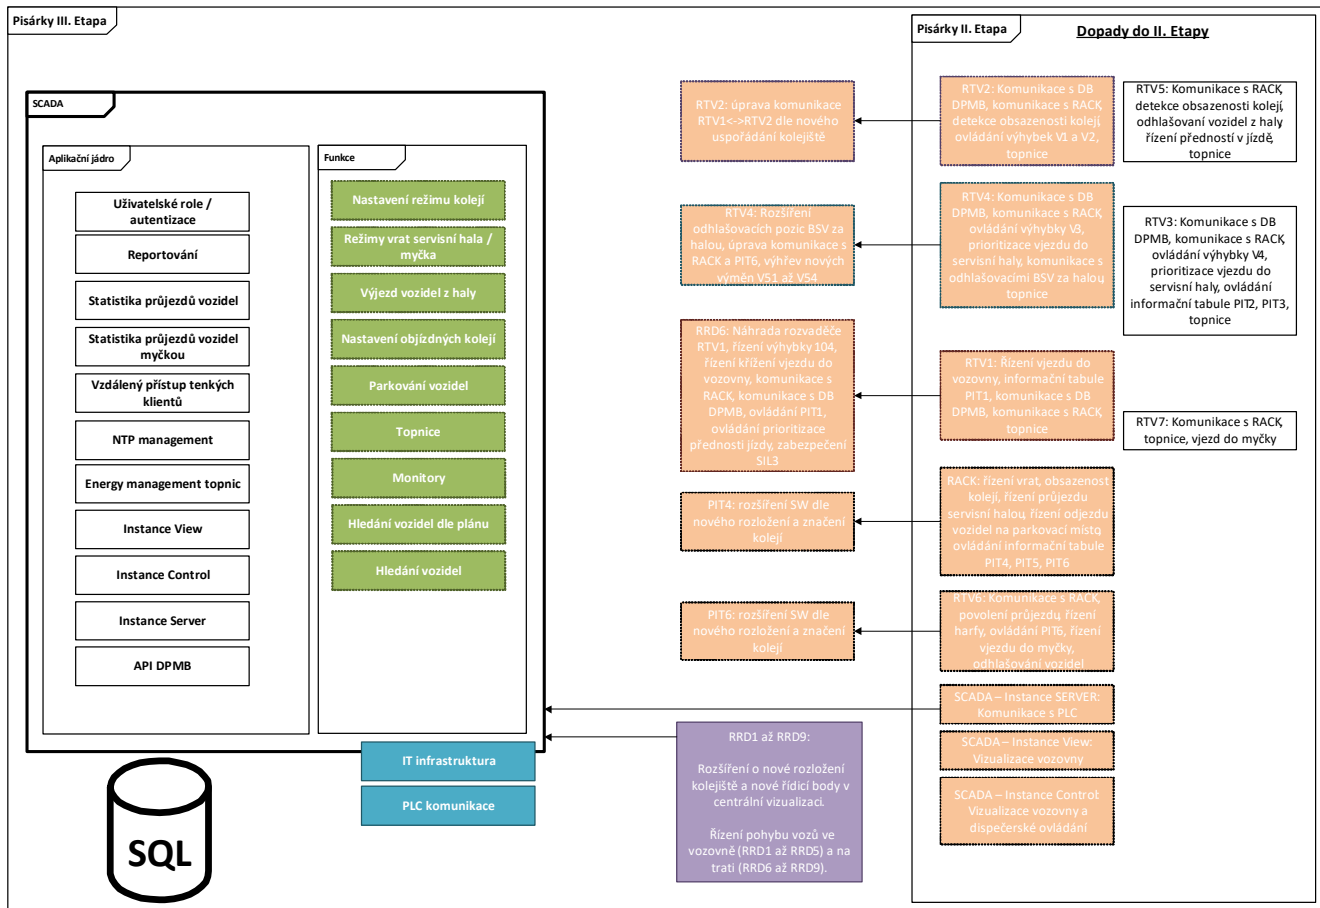 Pisárky III. Etapa
SCADA
Aplikační jádro
Uživatelské role /
autentizace
Reportování
Statistika průjezdů vozidel
Statistika průjezdů vozidel
myčkou
Vzdálený přístup tenkých
klientů
NTP management
Energy management topnic
Instance View
Instance Control
Instance Server
API DPMB
Funkce
Nastavení režimu kolejí
Režimy vrat servisní hala /
myčka
Výjezd vozidel z haly
Nastavení objízdných kolejí
Parkování vozidel
Topnice
Monitory
Hledání vozidel dle plánu
Hledání vozidel
IT infrastruktura
PLC komunikace
SQL
RTV2: úprava komunikace
RTV1<->RTV2 dle nového
uspořádání kolejiště
RTV4: Rozšíření
odhlašovacích pozic BSV za
halou, úprava komunikace s
RACK a PIT6, výhřev nových
výměn V51 až V54
RRD6: Náhrada rozvaděče
RTV1, řízení výhybky 104,
řízení křížení vjezdu do
vozovny, komunikace s
RACK, komunikace s DB
DPMB, ovládání PIT1,
ovládání prioritizace
přednosti jízdy, zabezpečení
SIL3
PIT4: rozšíření SW dle
nového rozložení a značení
kolejí
PIT6: rozšíření SW dle
nového rozložení a značení
kolejí
RRD1 až RRD9:
Rozšíření o nové rozložení
kolejiště a nové řídicí body v
centrální vizualizaci.
Řízení pohybu vozů ve
vozovně (RRD1 až RRD5) a na
trati (RRD6 až RRD9).
Pisárky II. Etapa
Dopady do II. Etapy
RTV2: Komunikace s DB
DPMB, komunikace s RACK,
detekce obsazenosti kolejí,
ovládání výhybek V1 a V2,
topnice
RTV4: Komunikace s DB
DPMB, komunikace s RACK,
ovládání výhybky V3,
prioritizace vjezdu do
servisní haly, komunikace s
odhlašovacími BSV za halou,
topnice
RTV1: Řízení vjezdu do
vozovny, informační tabule
PIT1, komunikace s DB
DPMB, komunikace s RACK,
topnice
RACK: řízení vrat, obsazenost
kolejí, řízení průjezdu
servisní halou, řízení odjezdu
vozidel na parkovací místo,
ovládání informační tabule
PIT4, PIT5, PIT6
RTV6: Komunikace s RACK,
povolení průjezdu, řízení
harfy, ovládání PIT6, řízení
vjezdu do myčky,
odhlašování vozidel
SCADA – Instance SERVER:
Komunikace s PLC
SCADA – Instance View:
Vizualizace vozovny
SCADA – Instance Control:
Vizualizace vozovny a
dispečerské ovládání
RTV5: Komunikace s RACK,
detekce obsazenosti kolejí,
odhlašovaní vozidel z haly,
řízení předností v jízdě,
topnice
RTV3: Komunikace s DB
DPMB, komunikace s RACK,
ovládání výhybky V4,
prioritizace vjezdu do
servisní haly, ovládání
informační tabule PIT2, PIT3,
topnice
RTV7: Komunikace s RACK,
topnice, vjezd do myčky